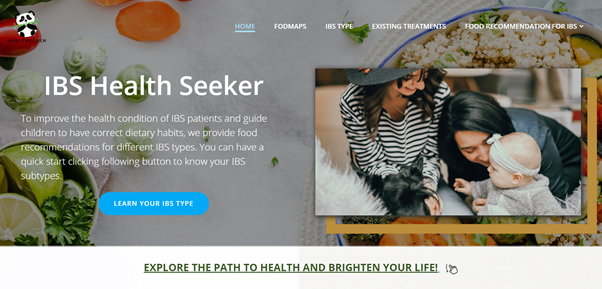 HOME FODMAPS IBS TYPE EXISTING TREATMENTS FOOD RECOMMENDATION FOR IBS
IBS Health Seeker
To improve the health condition of IBS patients and guide
children to have correct dietary habits, we provide food
recommendations for different IBS types. You can have a
quick start clicking following button to know your IBS
subtypes.
LEARN YOUR IBS TYPE
EXPLORE THE PATH TO HEALTH AND BRIGHTEN YOUR LIFE!